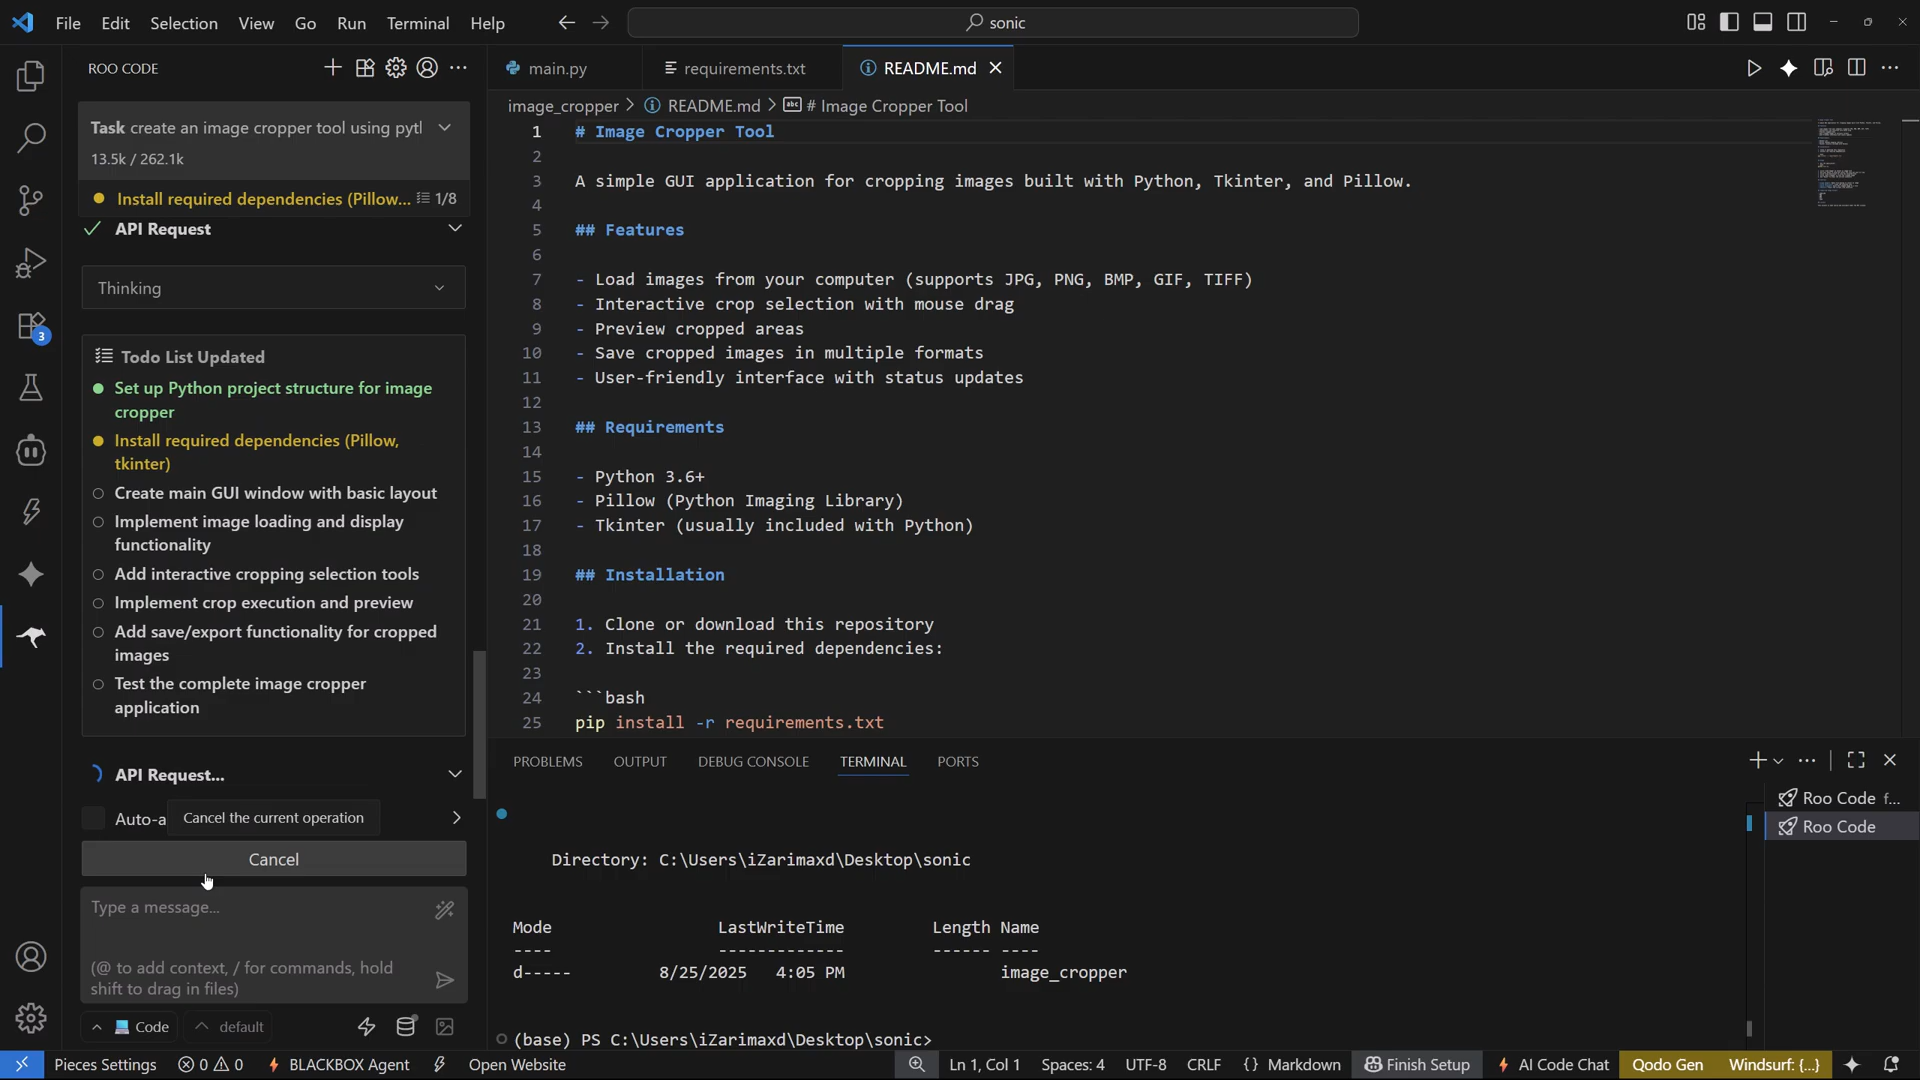 File Edit Selection View Go Run Terminal Help
sonic
ROO CODE
main.py
requirements.txt
README.md
Task create an image cropper tool using pytl
13.5k / 262.1k
Install required dependencies (Pillow... 1/8
API Request
Thinking
Todo List Updated
Set up Python project structure for image
cropper
Install required dependencies (Pillow,
tkinter)
Create main GUI window with basic layout
Implement image loading and display
functionality
Add interactive cropping selection tools
Implement crop execution and preview
Add save/export functionality for cropped
images
Test the complete image cropper
application
API Request...
Auto-a
Cancel the current operation
Cancel
Type a message...
(@ to add context, / for commands, hold
shift to drag in files)
Code
default
3
image_cropper > README.md > # Image Cropper Tool
1 # Image Cropper Tool
2
3 A simple GUI application for cropping images built with Python, Tkinter, and Pillow.
4
5 ## Features
6
7 - Load images from your computer (supports JPG, PNG, BMP, GIF, TIFF)
8 - Interactive crop selection with mouse drag
9 - Preview cropped areas
10 - Save cropped images in multiple formats
11 - User-friendly interface with status updates
12
13 ## Requirements
14
15 - Python 3.6+
16 - Pillow (Python Imaging Library)
17 - Tkinter (usually included with Python)
18
19 ## Installation
20
21 1. Clone or download this repository
22 2. Install the required dependencies:
23
24 ```bash
25 pip install -r requirements.txt
PROBLEMS OUTPUT DEBUG CONSOLE TERMINAL PORTS
Directory: C:\Users\iZarimaxd\Desktop\sonic
Mode LastWriteTime Length Name
---- ------------- ------ ----
d----- 8/25/2025 4:05 PM image_cropper
(base) PS C:\Users\iZarimaxd\Desktop\sonic>
Roo Code f...
Roo Code
Pieces Settings 0 0 BLACKBOX Agent Open Website Ln 1, Col 1 Spaces: 4 UTF-8 CRLF {} Markdown Finish Setup AI Code Chat Qodo Gen Windsurf: {...}